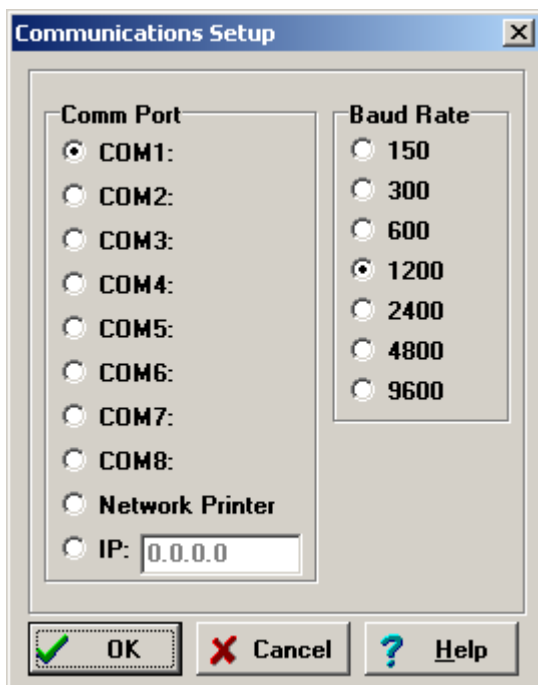 Communications Setup
Comm Port
COM1:
COM2:
COM3:
COM4:
COM5:
COM6:
COM7:
COM8:
Network Printer
IP: 0.0.0.0
Baud Rate
150
300
600
1200
2400
4800
9600
OK
Cancel
Help